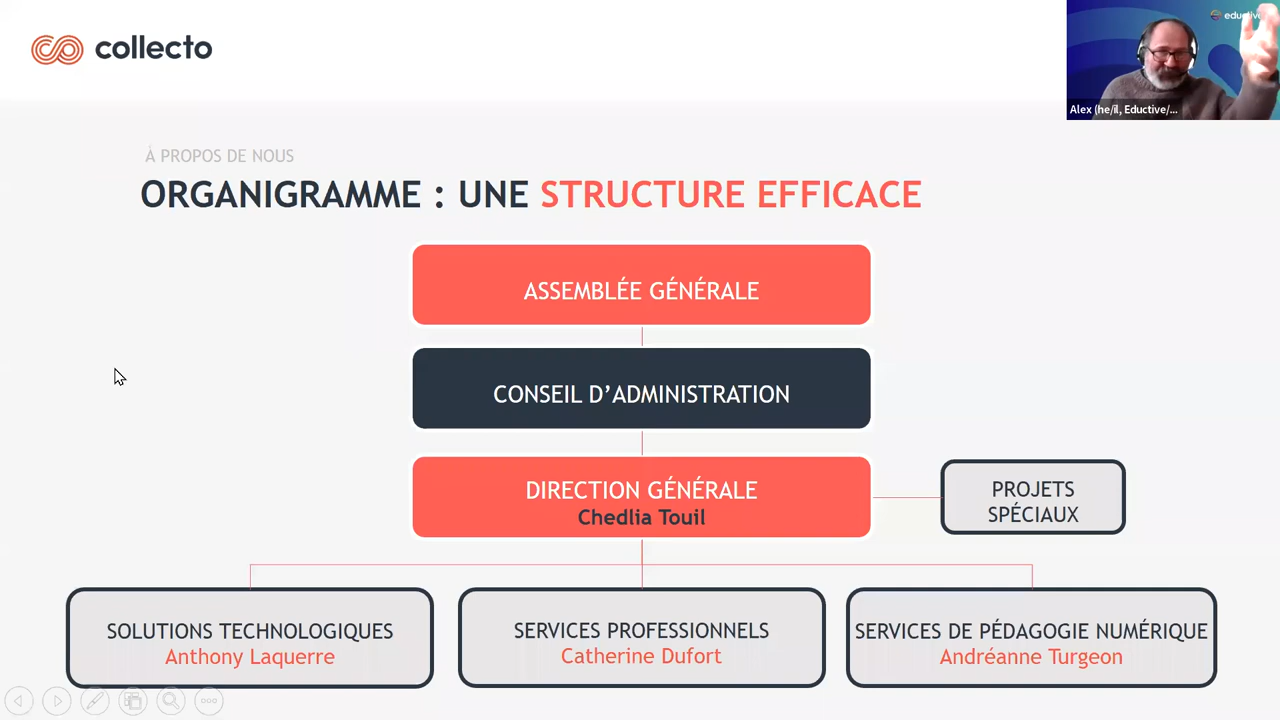 collecto
eductive
Alex (he/il, Eductive/...
À PROPOS DE NOUS
ORGANIGRAMME : UNE STRUCTURE EFFICACE
ASSEMBLÉE GÉNÉRALE
CONSEIL D’ADMINISTRATION
DIRECTION GÉNÉRALE
Chedlia Touil
PROJETS
SPÉCIAUX
SOLUTIONS TECHNOLOGIQUES
Anthony Laquerre
SERVICES PROFESSIONNELS
Catherine Dufort
SERVICES DE PÉDAGOGIE NUMÉRIQUE
Andréanne Turgeon